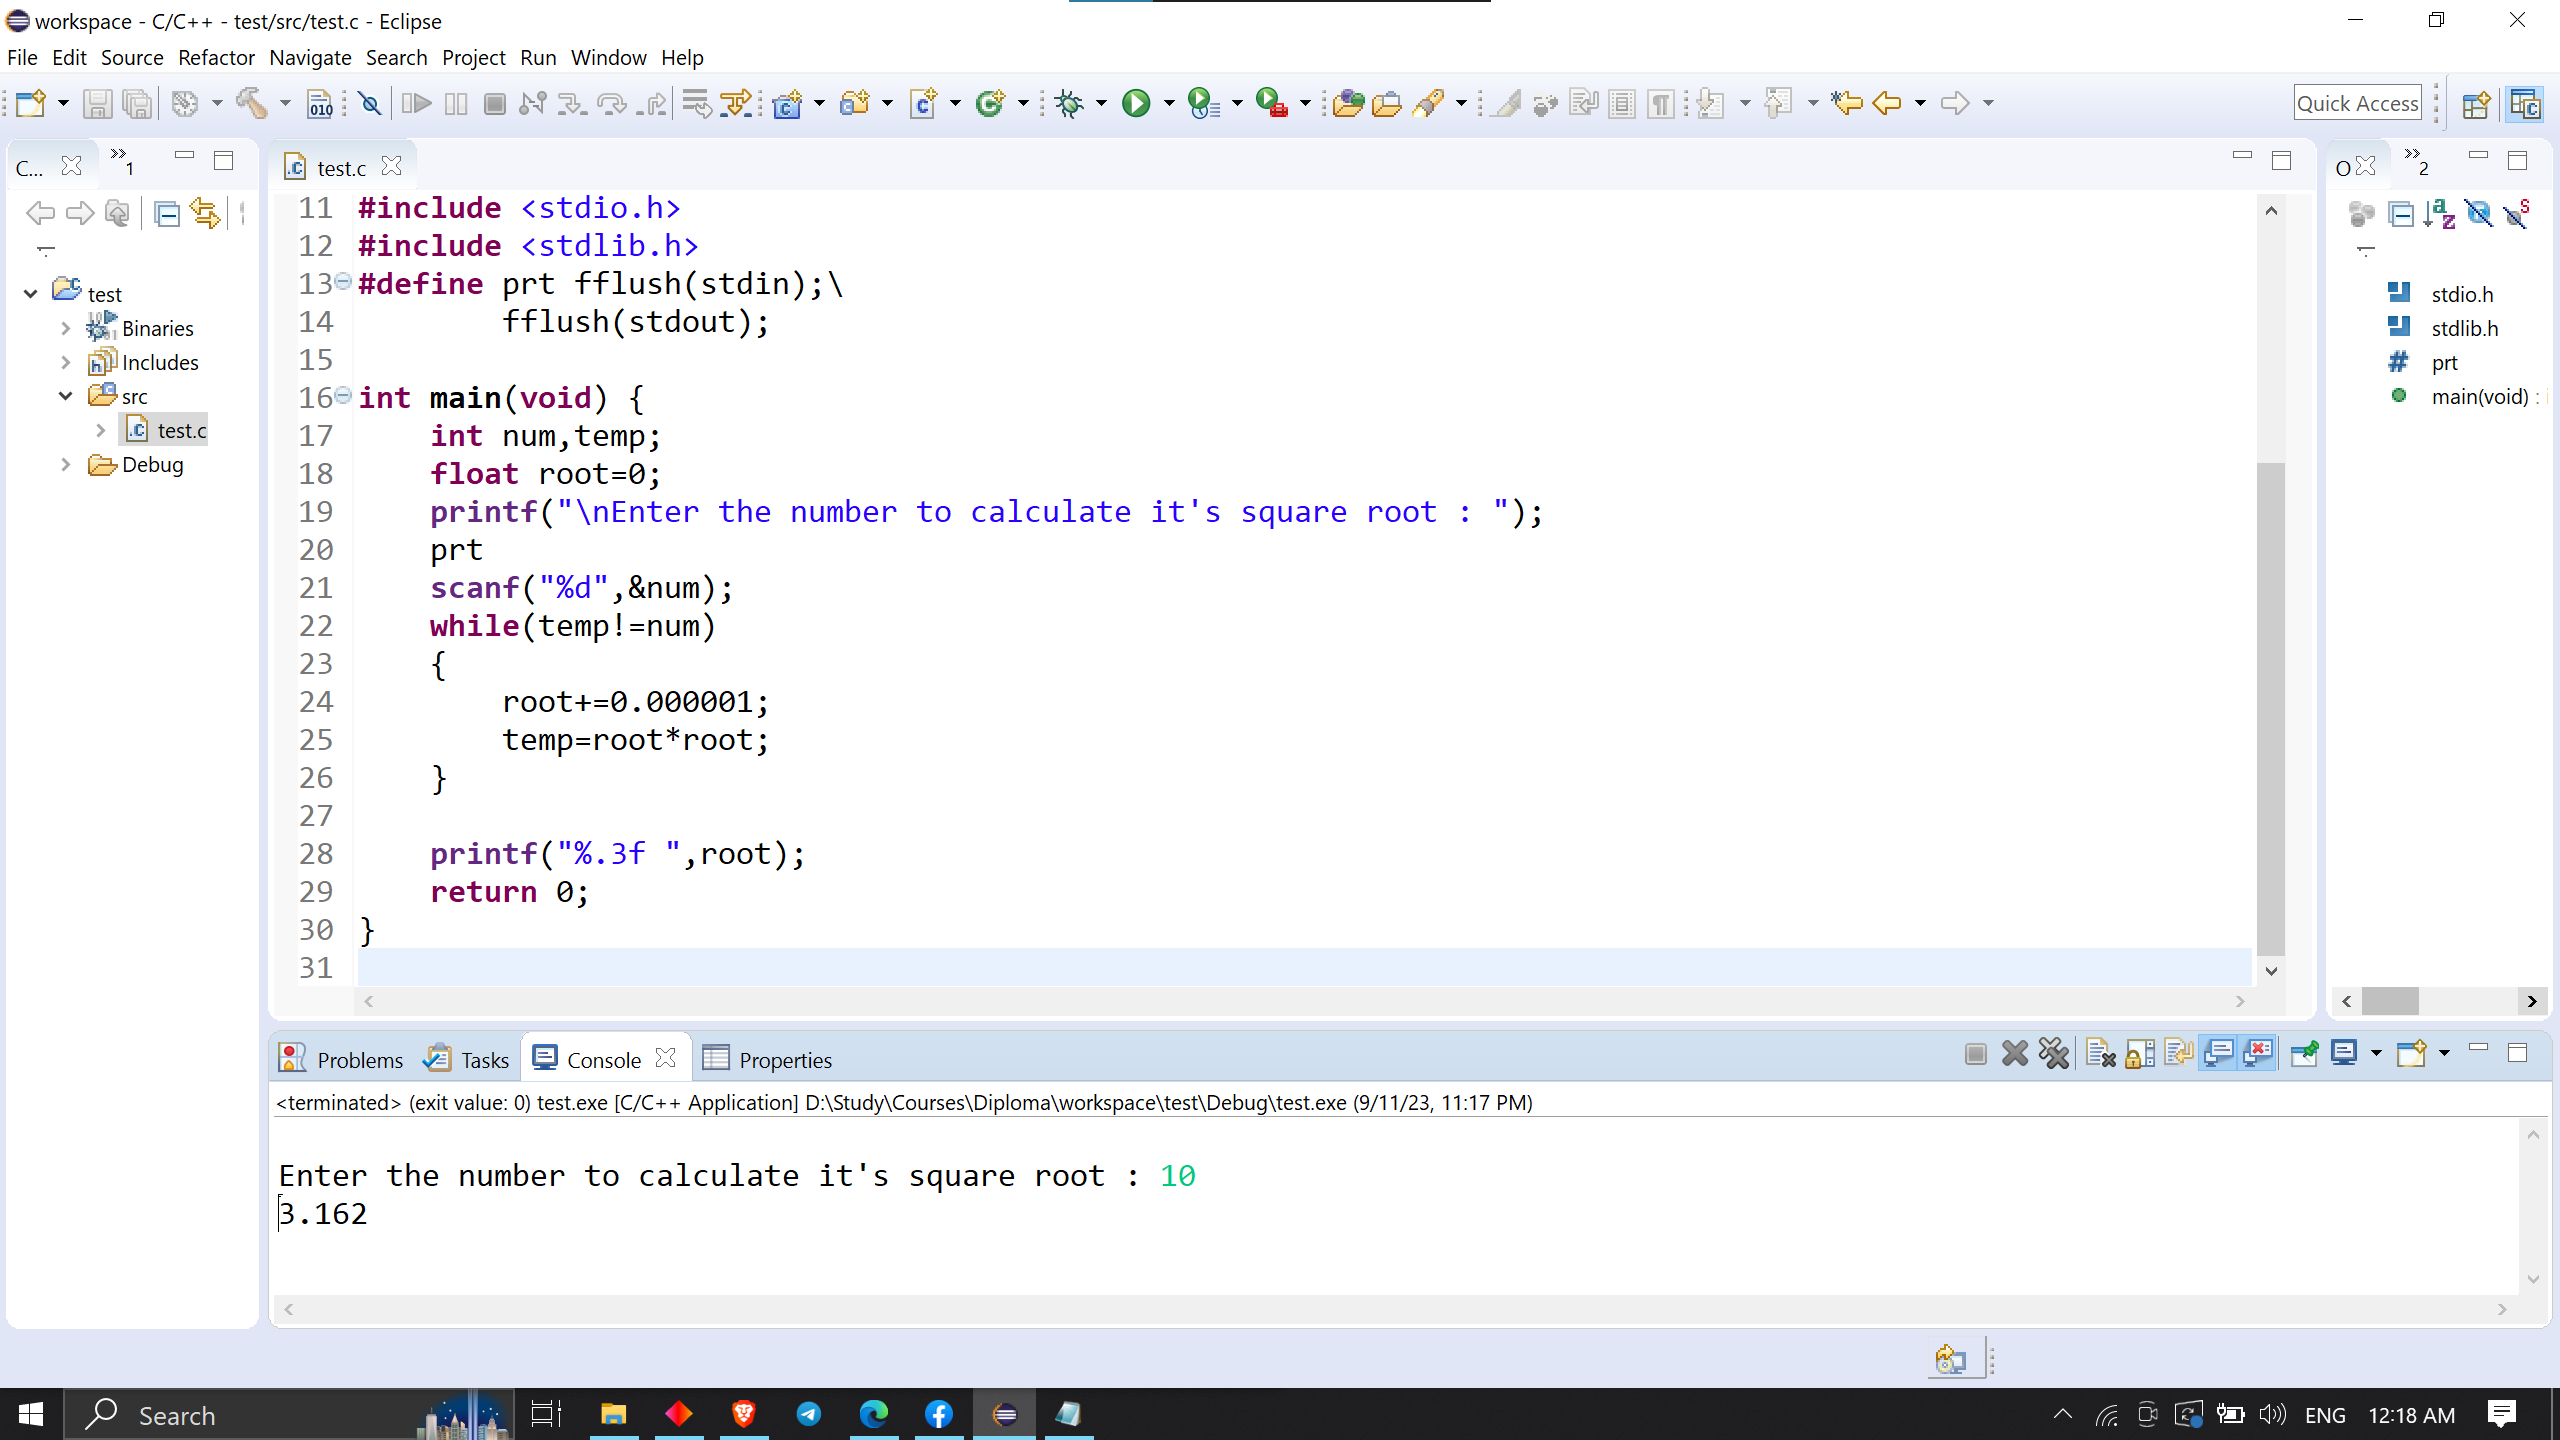 workspace - C/C++ - test/src/test.c - Eclipse
File Edit Source Refactor Navigate Search Project Run Window Help
Quick Access
C... 1
test.c
O 2
test
Binaries
Includes
src
test.c
Debug
11 #include <stdio.h>
12 #include <stdlib.h>
13 #define prt fflush(stdin);\
14         fflush(stdout);
15
16 int main(void) {
17     int num,temp;
18     float root=0;
19     printf("\nEnter the number to calculate it's square root : ");
20     prt
21     scanf("%d",&num);
22     while(temp!=num)
23     {
24         root+=0.000001;
25         temp=root*root;
26     }
27
28     printf("%.3f ",root);
29     return 0;
30 }
31
stdio.h
stdlib.h
prt
main(void) :
Problems Tasks Console Properties
<terminated> (exit value: 0) test.exe [C/C++ Application] D:\Study\Courses\Diploma\workspace\test\Debug\test.exe (9/11/23, 11:17 PM)
Enter the number to calculate it's square root : 10
3.162
Search
ENG 12:18 AM